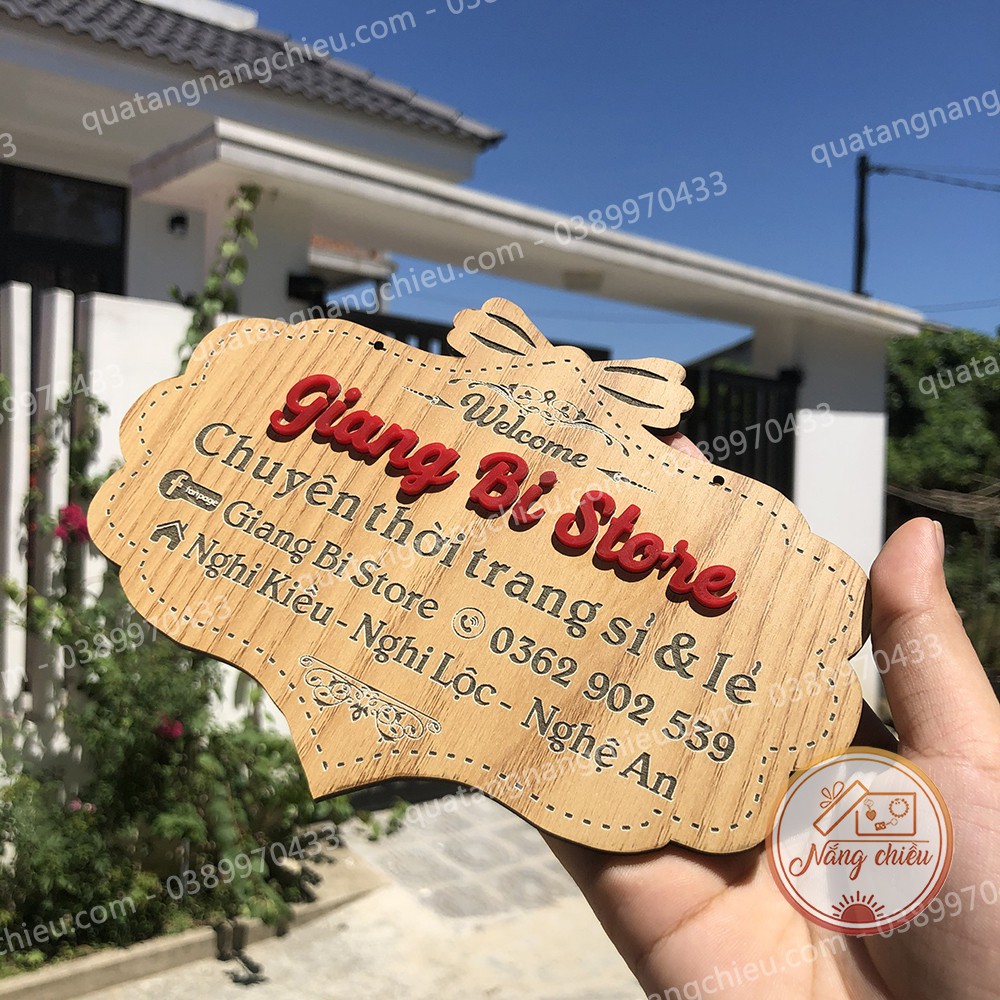 Welcome
Giang Bi Store
Chuyên thời trang sỉ & lẻ
fanpage Giang Bi Store 0362 902 539
Nghi Kiều - Nghi Lộc - Nghệ An
Nắng chiều
quatangnangchieu.com - 0389970433